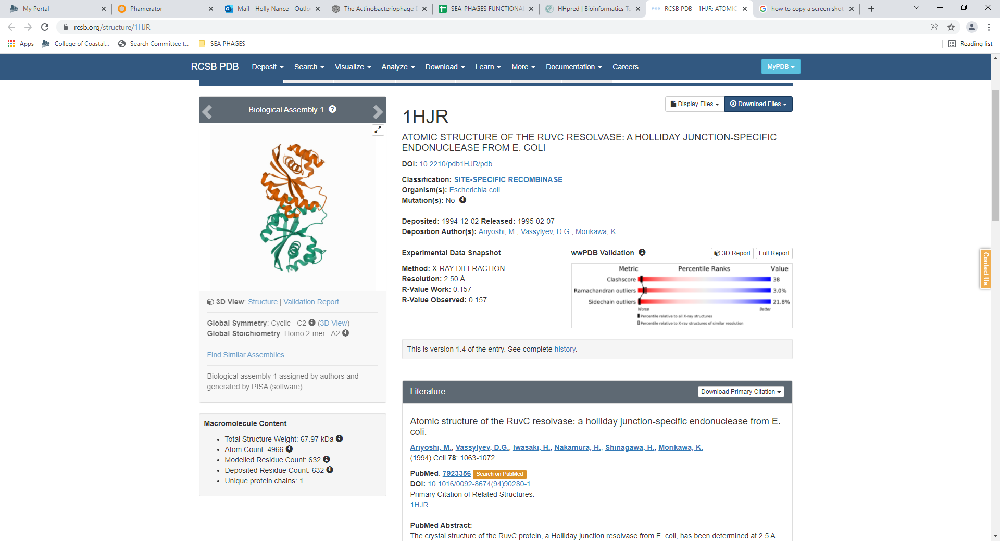 My Portal
Phamerator
Mail - Holly Nance - Outlo
The Actinobacteriophage D
SEA-PHAGES FUNCTIONA
HHpred | Bioinformatics To
RCSB PDB - 1HJR: ATOMIC
how to copy a screen shot
rcsb.org/structure/1HJR
Apps
College of Coastal...
Search Committee t...
SEA PHAGES
Reading list
RCSB PDB
Deposit
Search
Visualize
Analyze
Download
Learn
More
Documentation
Careers
MyPDB
Biological Assembly 1
3D View: Structure | Validation Report
Global Symmetry: Cyclic - C2 (3D View)
Global Stoichiometry: Homo 2-mer - A2
Find Similar Assemblies
Biological assembly 1 assigned by authors and
generated by PISA (software)
Macromolecule Content
• Total Structure Weight: 67.97 kDa
• Atom Count: 4966
• Modelled Residue Count: 632
• Deposited Residue Count: 632
• Unique protein chains: 1
Display Files
Download Files
1HJR
ATOMIC STRUCTURE OF THE RUVC RESOLVASE: A HOLLIDAY JUNCTION-SPECIFIC
ENDONUCLEASE FROM E. COLI
DOI: 10.2210/pdb1HJR/pdb
Classification: SITE-SPECIFIC RECOMBINASE
Organism(s): Escherichia coli
Mutation(s): No
Deposited: 1994-12-02 Released: 1995-02-07
Deposition Author(s): Ariyoshi, M., Vassylyev, D.G., Morikawa, K.
Experimental Data Snapshot
Method: X-RAY DIFFRACTION
Resolution: 2.50 Å
R-Value Work: 0.157
R-Value Observed: 0.157
wwPDB Validation
3D Report
Full Report
Metric Percentile Ranks Value
Clashscore 38
Ramachandran outliers 3.0%
Sidechain outliers 21.8%
Worse Better
Percentile relative to all X-ray structures
Percentile relative to X-ray structures of similar resolution
Contact Us
This is version 1.4 of the entry. See complete history.
Literature
Download Primary Citation
Atomic structure of the RuvC resolvase: a holliday junction-specific endonuclease from E.
coli.
Ariyoshi, M., Vassylyev, D.G., Iwasaki, H., Nakamura, H., Shinagawa, H., Morikawa, K.
(1994) Cell 78: 1063-1072
PubMed: 7923356 Search on PubMed
DOI: 10.1016/0092-8674(94)90280-1
Primary Citation of Related Structures:
1HJR
PubMed Abstract:
The crystal structure of the RuvC protein, a Holliday junction resolvase from E. coli, has been determined at 2.5 A